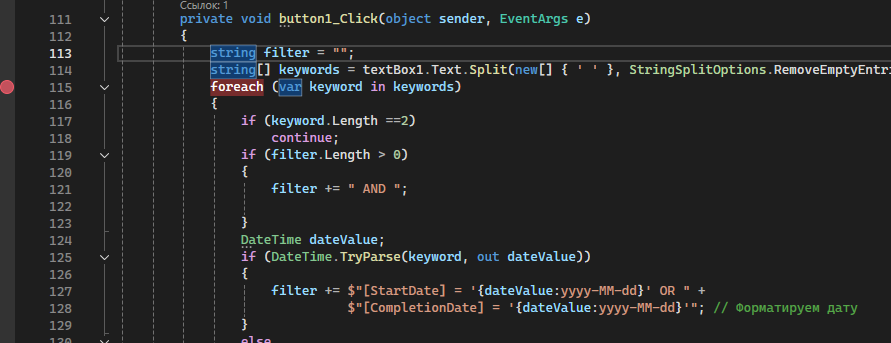 Ссылок: 1
111 private void button1_Click(object sender, EventArgs e)
112 {
113 string filter = "";
114 string[] keywords = textBox1.Text.Split(new[] { ' ' }, StringSplitOptions.RemoveEmptyEntri
115 foreach (var keyword in keywords)
116 {
117 if (keyword.Length ==2)
118 continue;
119 if (filter.Length > 0)
120 {
121 filter += " AND ";
122
123 }
124 DateTime dateValue;
125 if (DateTime.TryParse(keyword, out dateValue))
126 {
127 filter += $"[StartDate] = '{dateValue:yyyy-MM-dd}' OR " +
128 $"[CompletionDate] = '{dateValue:yyyy-MM-dd}'"; // Форматируем дату
129 }
130 else